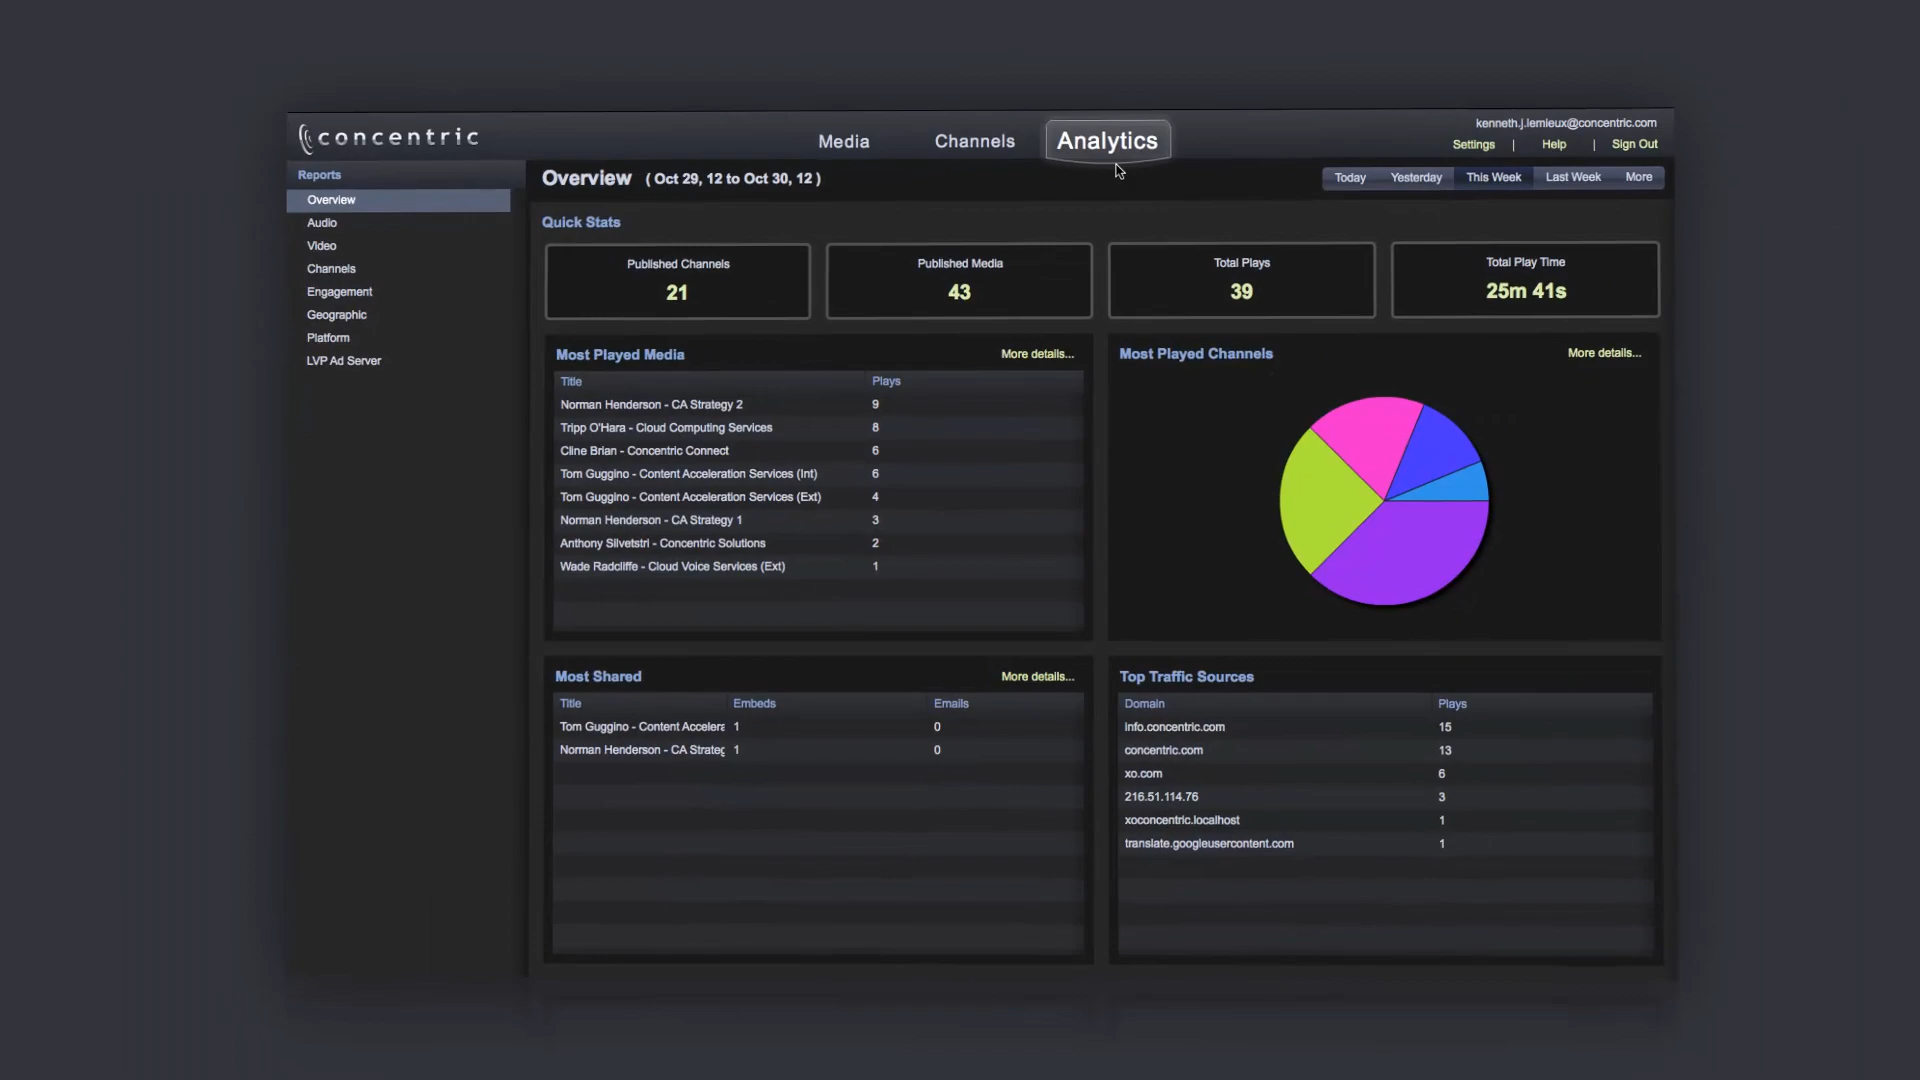 concentric
Media
Channels
Analytics
kenneth.j.lemieux@concentric.com
Settings | Help | Sign Out
Reports
Overview
Audio
Video
Channels
Engagement
Geographic
Platform
LVP Ad Server
Overview ( Oct 29, 12 to Oct 30, 12 )
Today Yesterday This Week Last Week More
Quick Stats
Published Channels
21
Published Media
43
Total Plays
39
Total Play Time
25m 41s
Most Played Media More details...
Title Plays
Norman Henderson - CA Strategy 2 9
Tripp O'Hara - Cloud Computing Services 8
Cline Brian - Concentric Connect 6
Tom Guggino - Content Acceleration Services (Int) 6
Tom Guggino - Content Acceleration Services (Ext) 4
Norman Henderson - CA Strategy 1 3
Anthony Silvetstri - Concentric Solutions 2
Wade Radcliffe - Cloud Voice Services (Ext) 1
Most Played Channels More details...
Most Shared More details...
Title Embeds Emails
Tom Guggino - Content Accelera 1 0
Norman Henderson - CA Strateg 1 0
Top Traffic Sources
Domain Plays
info.concentric.com 15
concentric.com 13
xo.com 6
216.51.114.76 3
xoconcentric.localhost 1
translate.googleusercontent.com 1